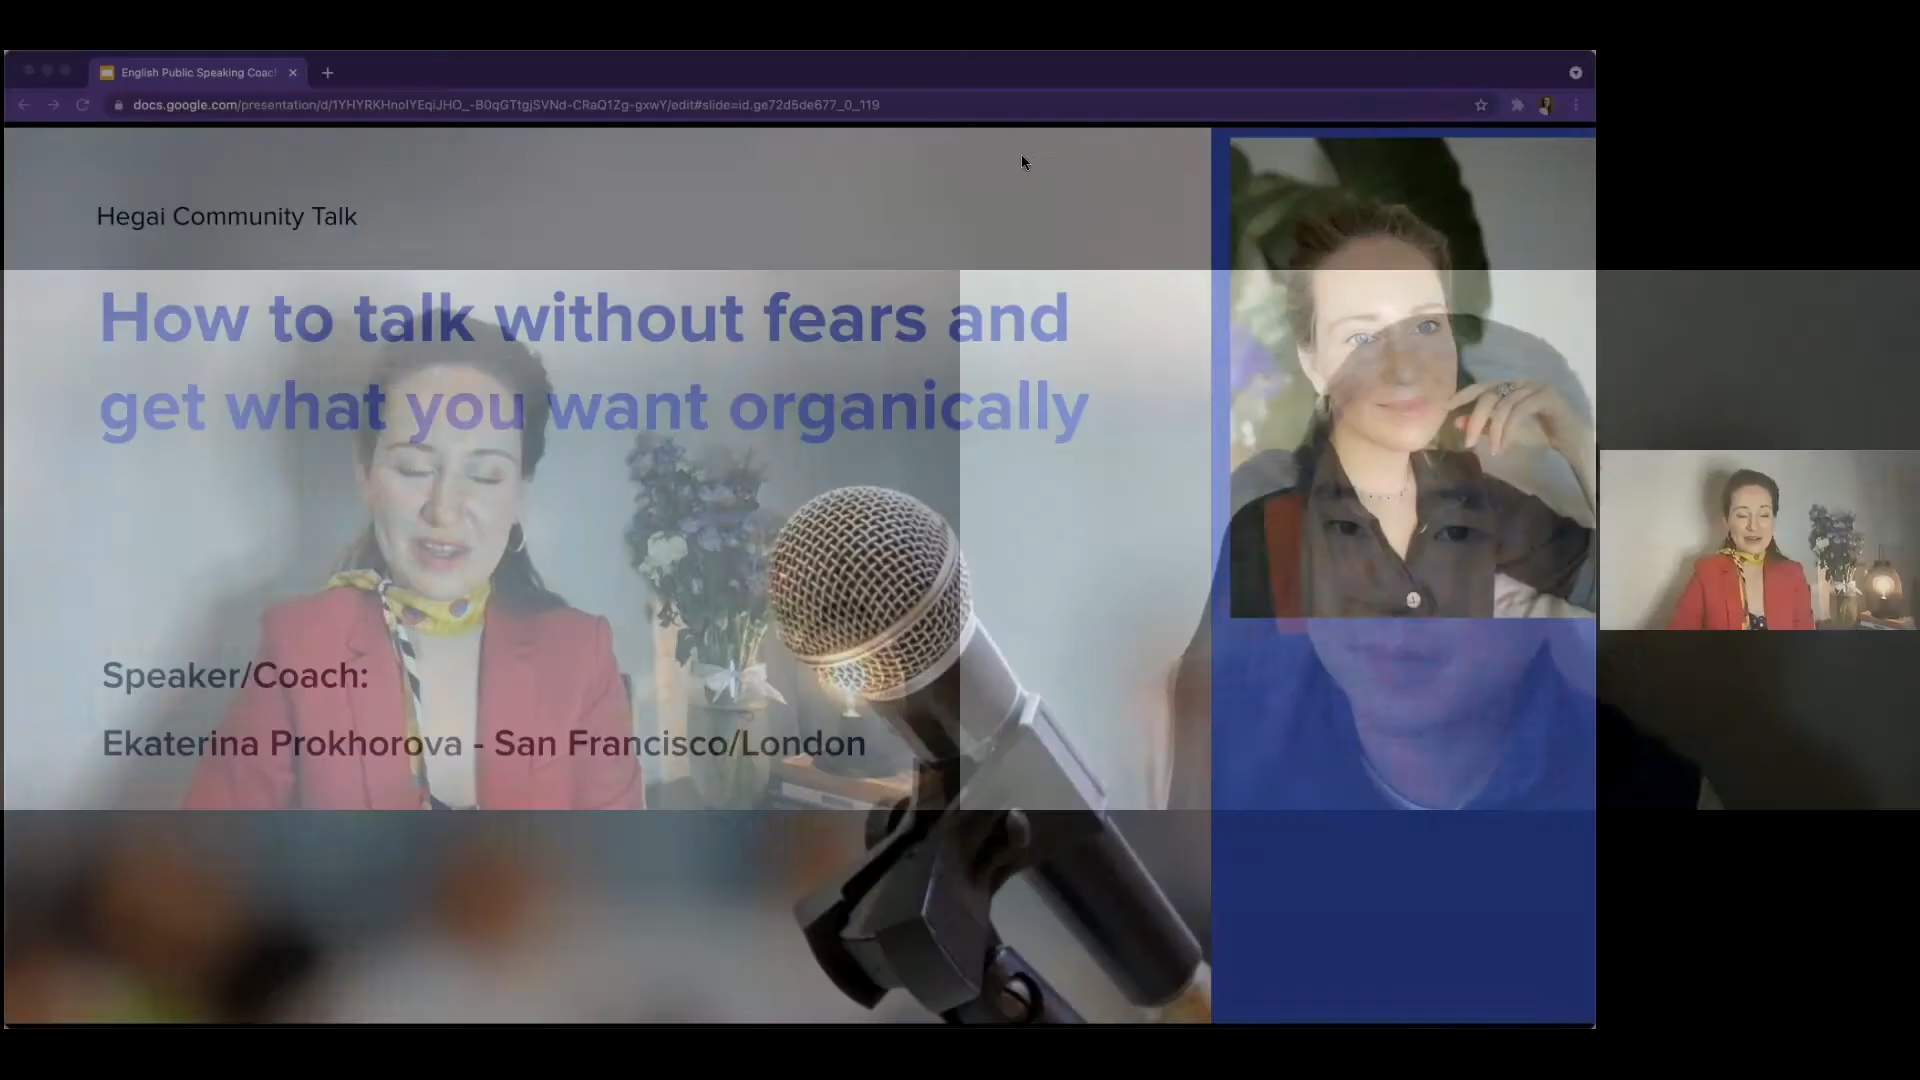 English Public Speaking Coac
docs.google.com/presentation/d/1YHYRKHnoIYEqiJHO_-B0qGTtgjSVNd-CRaQ1Zg-gxwY/edit#slide=id.ge72d5de677_0_119
Hegai Community Talk
How to talk without fears and
get what you want organically
Speaker/Coach:
Ekaterina Prokhorova - San Francisco/London